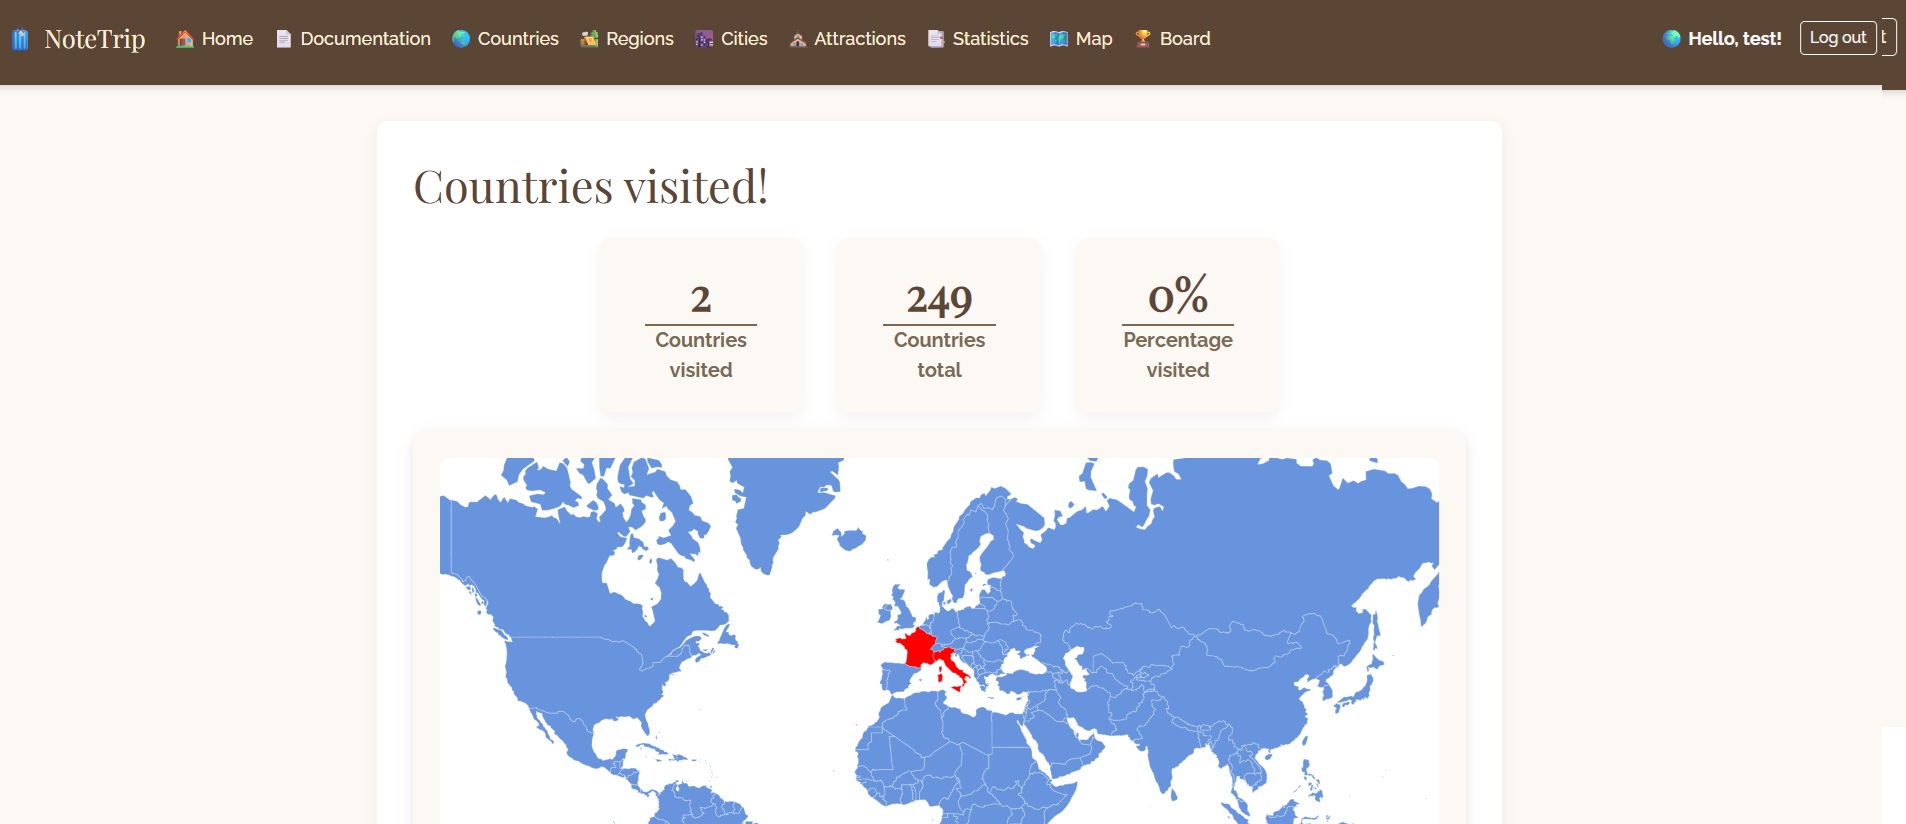 NoteTrip Home Documentation Countries Regions Cities Attractions Statistics Map Board Hello, test! Log out t
Countries visited!
2
Countries
visited
249
Countries
total
0%
Percentage
visited